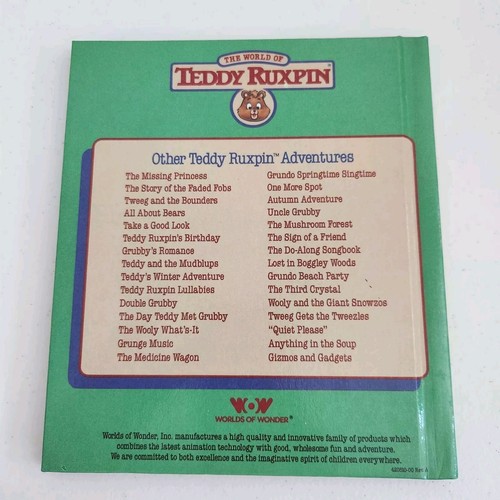 THE WORLD OF
TEDDY RUXPIN™
Other Teddy Ruxpin™ Adventures
The Missing Princess
The Story of the Faded Fobs
Tweeg and the Bounders
All About Bears
Take a Good Look
Teddy Ruxpin's Birthday
Grubby's Romance
Teddy and the Mudblups
Teddy's Winter Adventure
Teddy Ruxpin Lullabies
Double Grubby
The Day Teddy Met Grubby
The Wooly What's-It
Grunge Music
The Medicine Wagon
Grundo Springtime Singtime
One More Spot
Autumn Adventure
Uncle Grubby
The Mushroom Forest
The Sign of a Friend
The Do-Along Songbook
Lost in Boggley Woods
Grundo Beach Party
The Third Crystal
Wooly and the Giant Snowzos
Tweeg Gets the Tweezles
"Quiet Please"
Anything in the Soup
Gizmos and Gadgets
WOW
WORLDS OF WONDER®
Worlds of Wonder, Inc. manufactures a high quality and innovative family of products which
combines the latest animation technology with good, wholesome fun and adventure.
We are committed to both excellence and the imaginative spirit of children everywhere.